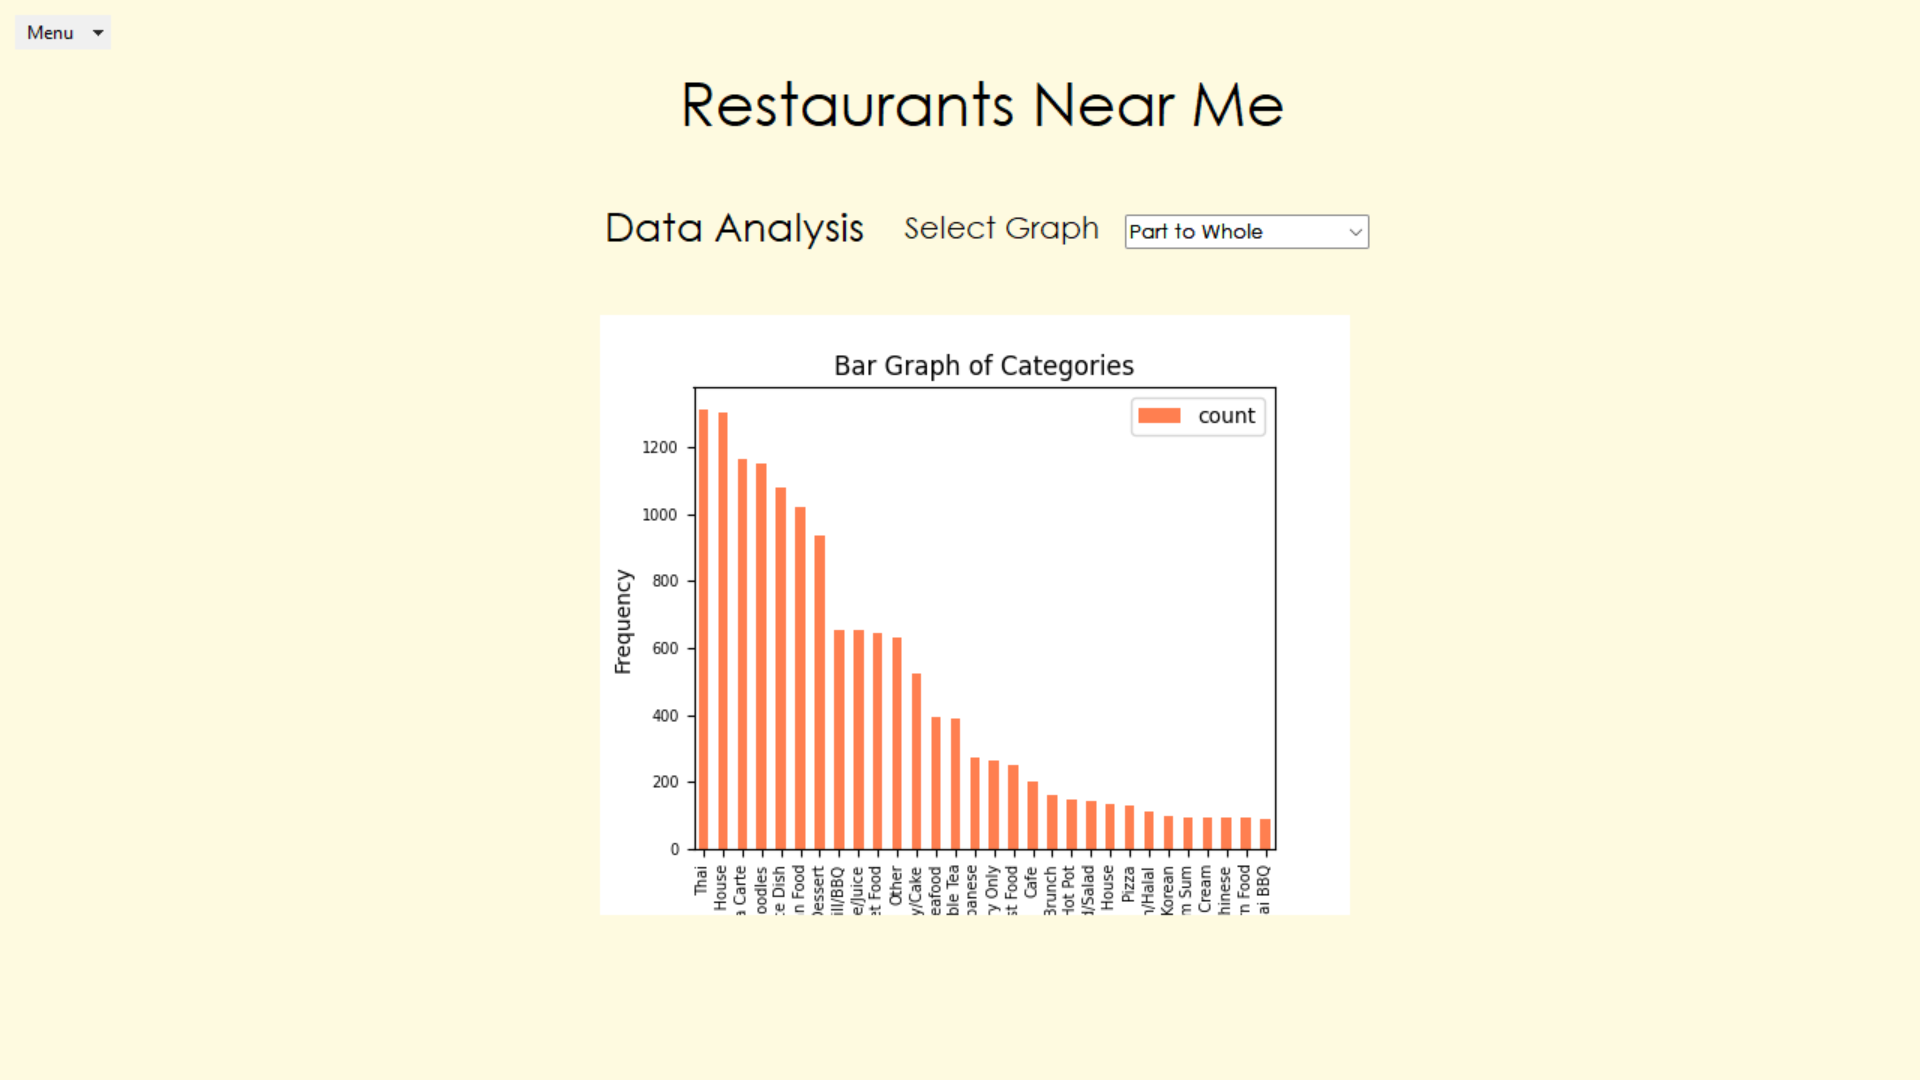 Menu
Restaurants Near Me
Data Analysis
Select Graph
Part to Whole
Bar Graph of Categories
count
Frequency
1200
1000
800
600
400
200
0
Thai
House
a Carte
oodles
e Dish
n Food
Dessert
ill/BBQ
e/Juice
et Food
Other
y/Cake
eafood
ble Tea
panese
y Only
st Food
Cafe
Brunch
Hot Pot
d/Salad
House
Pizza
n/Halal
Korean
m Sum
Cream
hinese
n Food
ai BBQ